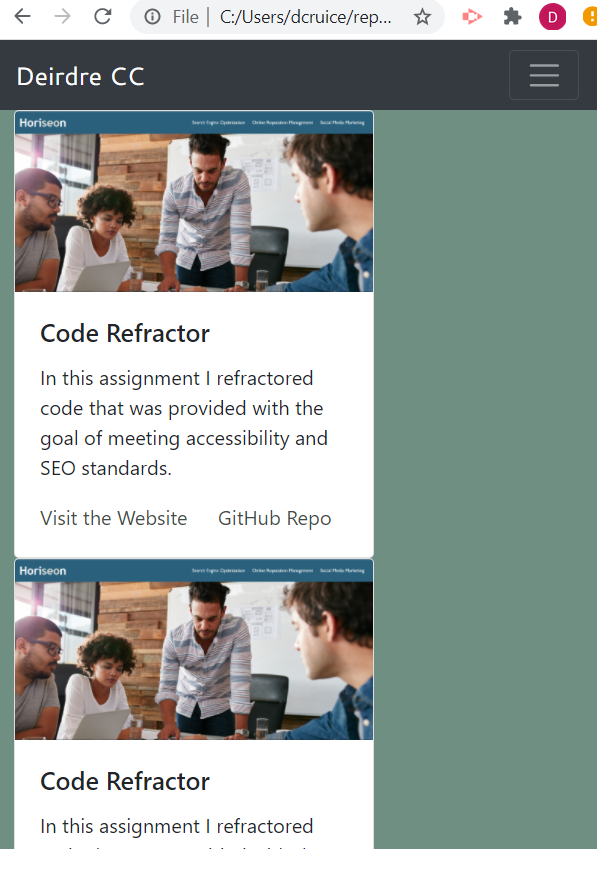 File | C:/Users/dcruice/rep...
D
Deirdre CC
Horiseon
Search Engine Optimization Online Reputation Management Social Media Marketing
Code Refractor
In this assignment I refractored
code that was provided with the
goal of meeting accessibility and
SEO standards.
Visit the Website GitHub Repo
Horiseon
Search Engine Optimization Online Reputation Management Social Media Marketing
Code Refractor
In this assignment I refractored